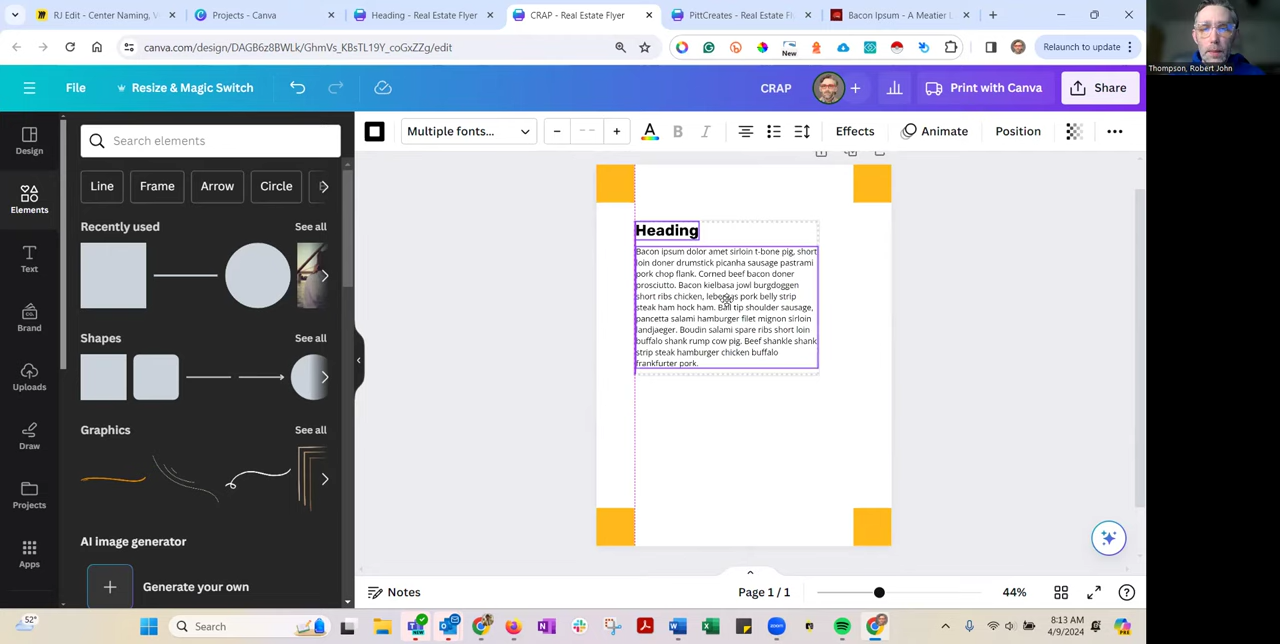 RJ Edit - Center Naming, V
Projects - Canva
Heading - Real Estate Flyer
CRAP - Real Estate Flyer
PittCreates - Real Estate Fl
Bacon Ipsum - A Meatier L
canva.com/design/DAGB6z8BWLk/GhmVs_KBsTL19Y_coGxZZg/edit
New
Relaunch to update
Thompson, Robert John
File
Resize & Magic Switch
CRAP
Print with Canva
Share
Design
Elements
Text
Brand
Uploads
Draw
Projects
Apps
Search elements
Line
Frame
Arrow
Circle
Recently used
See all
Shapes
See all
Graphics
See all
AI image generator
Generate your own
Multiple fonts...
B
I
Effects
Animate
Position
Heading
Bacon ipsum dolor amet sirloin t-bone pig, short
loin doner drumstick picanha sausage pastrami
pork chop flank. Corned beef bacon doner
prosciutto. Bacon kielbasa jowl burgdoggen
short ribs chicken, pork belly strip
steak ham hock ham. Ball tip shoulder sausage,
pancetta salami hamburger filet mignon sirloin
landjaeger. Boudin salami spare ribs short loin
buffalo shank rump cow pig. Beef shankle shank
strip steak hamburger chicken buffalo
frankfurter pork.
Notes
Page 1 / 1
44%
52°
Search
8:13 AM
4/9/2024